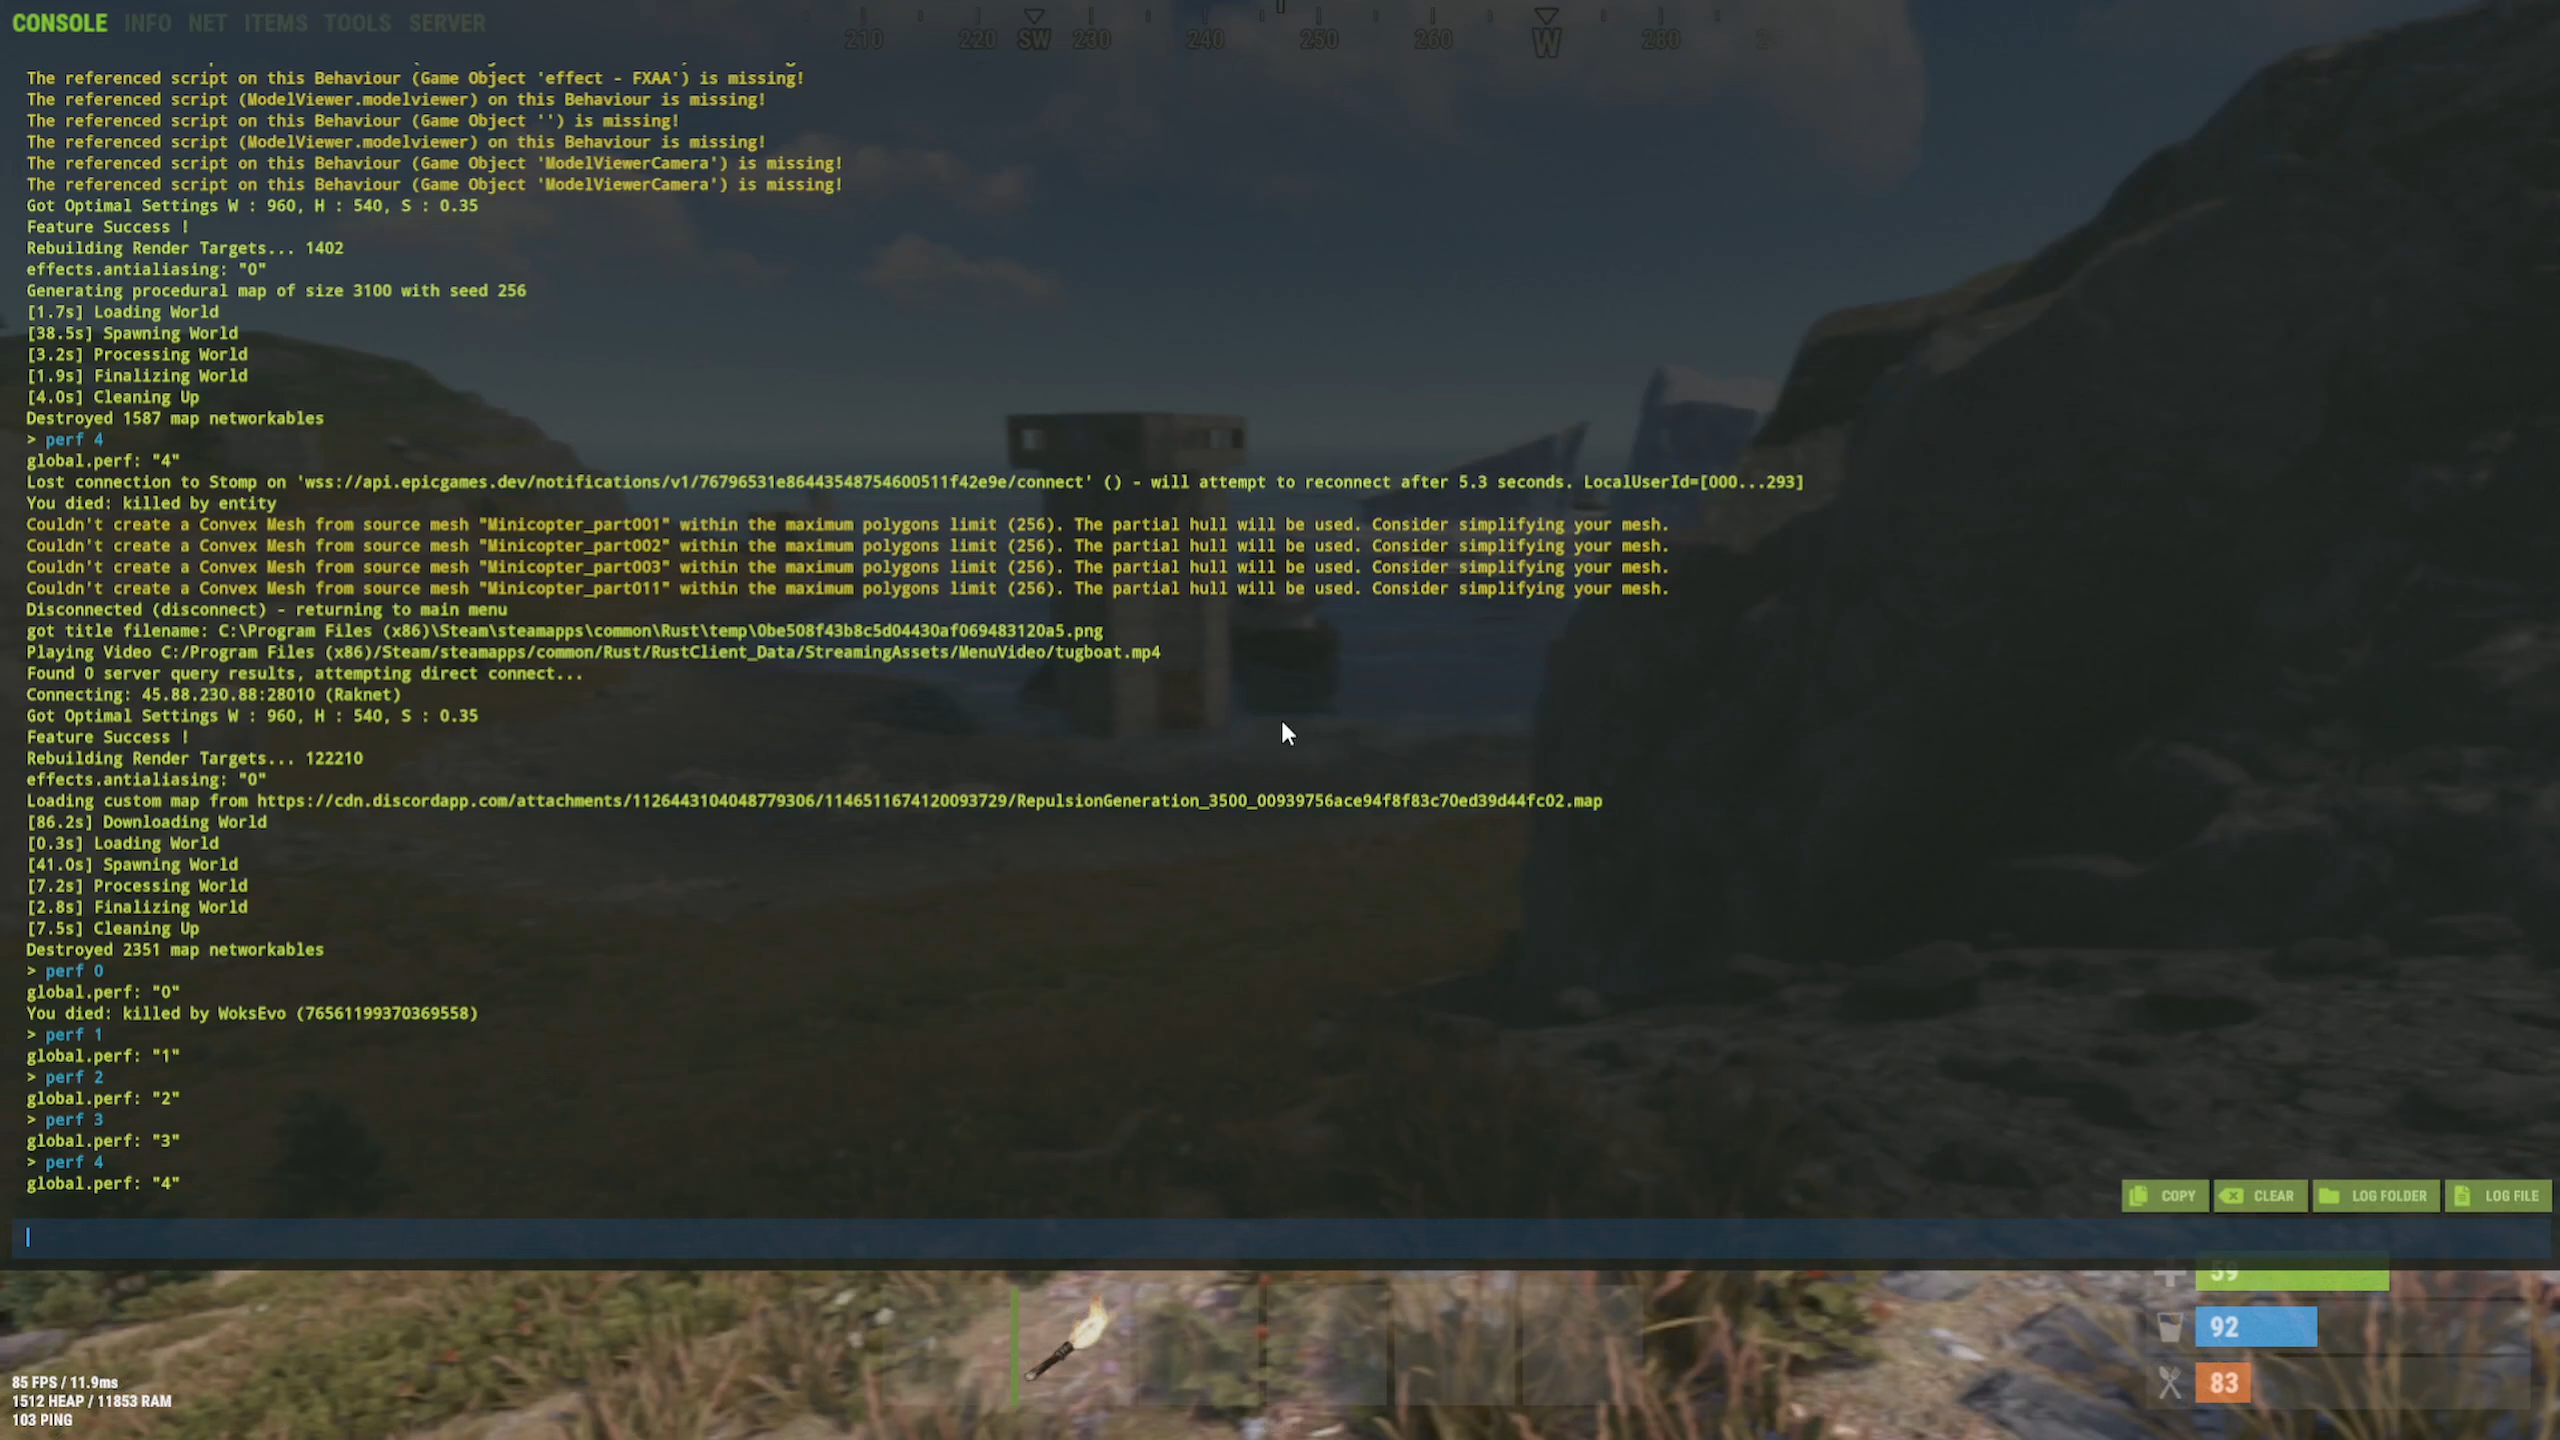 CONSOLE INFO NET ITEMS TOOLS SERVER
210 220 SW 230 240 250 260 W 280
The referenced script on this Behaviour (Game Object 'effect - FXAA') is missing!
The referenced script (ModelViewer.modelviewer) on this Behaviour is missing!
The referenced script on this Behaviour (Game Object '') is missing!
The referenced script (ModelViewer.modelviewer) on this Behaviour is missing!
The referenced script on this Behaviour (Game Object 'ModelViewerCamera') is missing!
The referenced script on this Behaviour (Game Object 'ModelViewerCamera') is missing!
Got Optimal Settings W : 960, H : 540, S : 0.35
Feature Success !
Rebuilding Render Targets... 1402
effects.antialiasing: "0"
Generating procedural map of size 3100 with seed 256
[1.7s] Loading World
[38.5s] Spawning World
[3.2s] Processing World
[1.9s] Finalizing World
[4.0s] Cleaning Up
Destroyed 1587 map networkables
> perf 4
global.perf: "4"
Lost connection to Stomp on 'wss://api.epicgames.dev/notifications/v1/76796531e86443548754600511f42e9e/connect' () - will attempt to reconnect after 5.3 seconds. LocalUserId=[000...293]
You died: killed by entity
Couldn't create a Convex Mesh from source mesh "Minicopter_part001" within the maximum polygons limit (256). The partial hull will be used. Consider simplifying your mesh.
Couldn't create a Convex Mesh from source mesh "Minicopter_part002" within the maximum polygons limit (256). The partial hull will be used. Consider simplifying your mesh.
Couldn't create a Convex Mesh from source mesh "Minicopter_part003" within the maximum polygons limit (256). The partial hull will be used. Consider simplifying your mesh.
Couldn't create a Convex Mesh from source mesh "Minicopter_part011" within the maximum polygons limit (256). The partial hull will be used. Consider simplifying your mesh.
Disconnected (disconnect) - returning to main menu
got title filename: C:\Program Files (x86)\Steam\steamapps\common\Rust\temp\0be508f43b8c5d04430af069483120a5.png
Playing Video C:/Program Files (x86)/Steam/steamapps/common/Rust/RustClient_Data/StreamingAssets/MenuVideo/tugboat.mp4
Found 0 server query results, attempting direct connect...
Connecting: 45.88.230.88:28010 (Raknet)
Got Optimal Settings W : 960, H : 540, S : 0.35
Feature Success !
Rebuilding Render Targets... 122210
effects.antialiasing: "0"
Loading custom map from https://cdn.discordapp.com/attachments/1126443104048779306/1146511674120093729/RepulsionGeneration_3500_00939756ace94f8f83c70ed39d44fc02.map
[86.2s] Downloading World
[0.3s] Loading World
[41.0s] Spawning World
[7.2s] Processing World
[2.8s] Finalizing World
[7.5s] Cleaning Up
Destroyed 2351 map networkables
> perf 0
global.perf: "0"
You died: killed by WoksEvo (76561199370369558)
> perf 1
global.perf: "1"
> perf 2
global.perf: "2"
> perf 3
global.perf: "3"
> perf 4
global.perf: "4"
COPY CLEAR LOG FOLDER LOG FILE
59
92
83
85 FPS / 11.9ms
1512 HEAP / 11853 RAM
103 PING